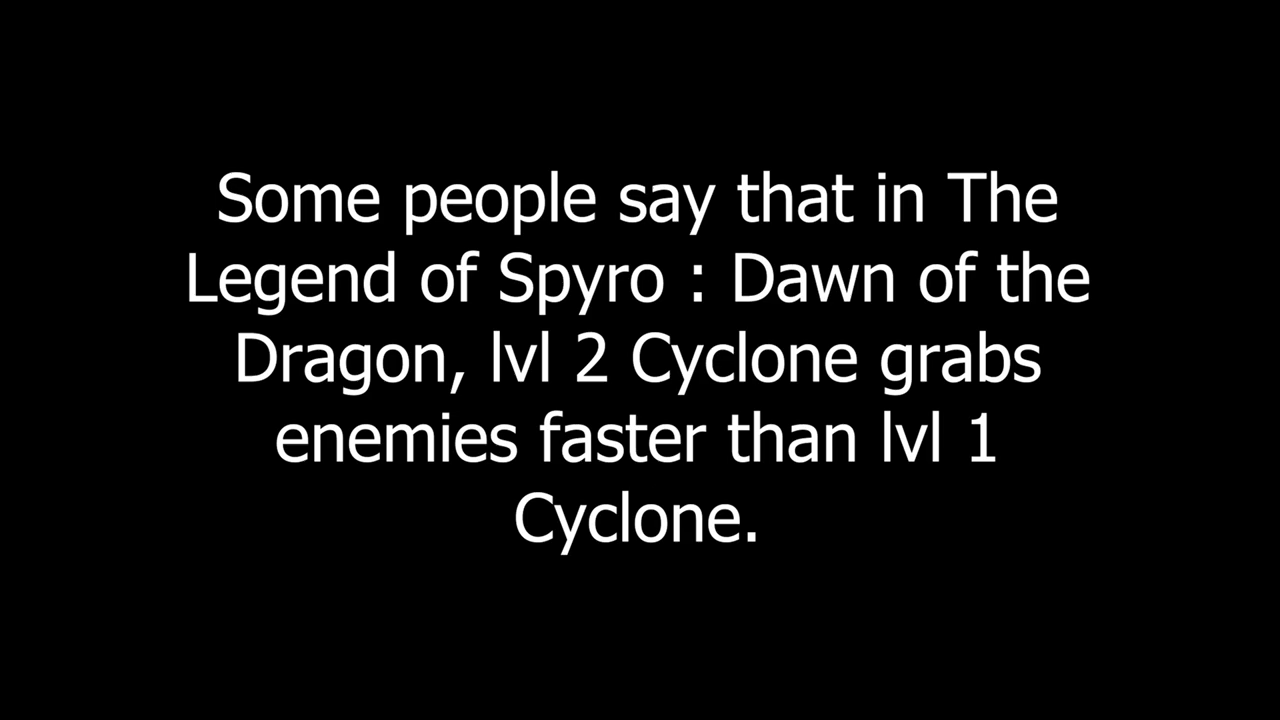 Some people say that in The
Legend of Spyro : Dawn of the
Dragon, lvl 2 Cyclone grabs
enemies faster than lvl 1
Cyclone.